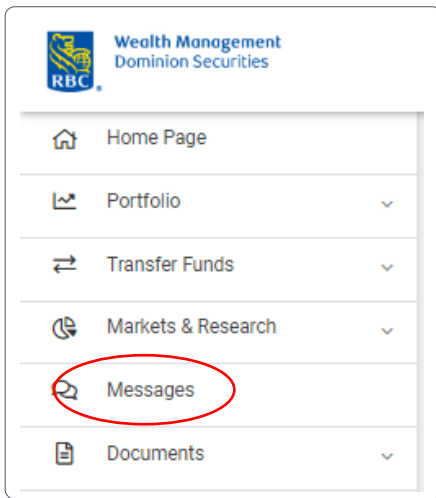 Wealth Management
Dominion Securities
RBC
Home Page
Portfolio
Transfer Funds
Markets & Research
Messages
Documents